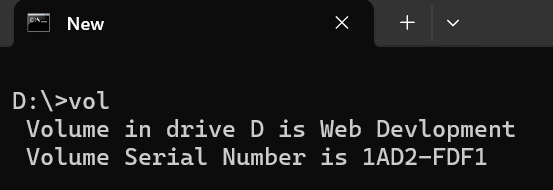 New
D:\>vol
Volume in drive D is Web Devlopment
Volume Serial Number is 1AD2-FDF1